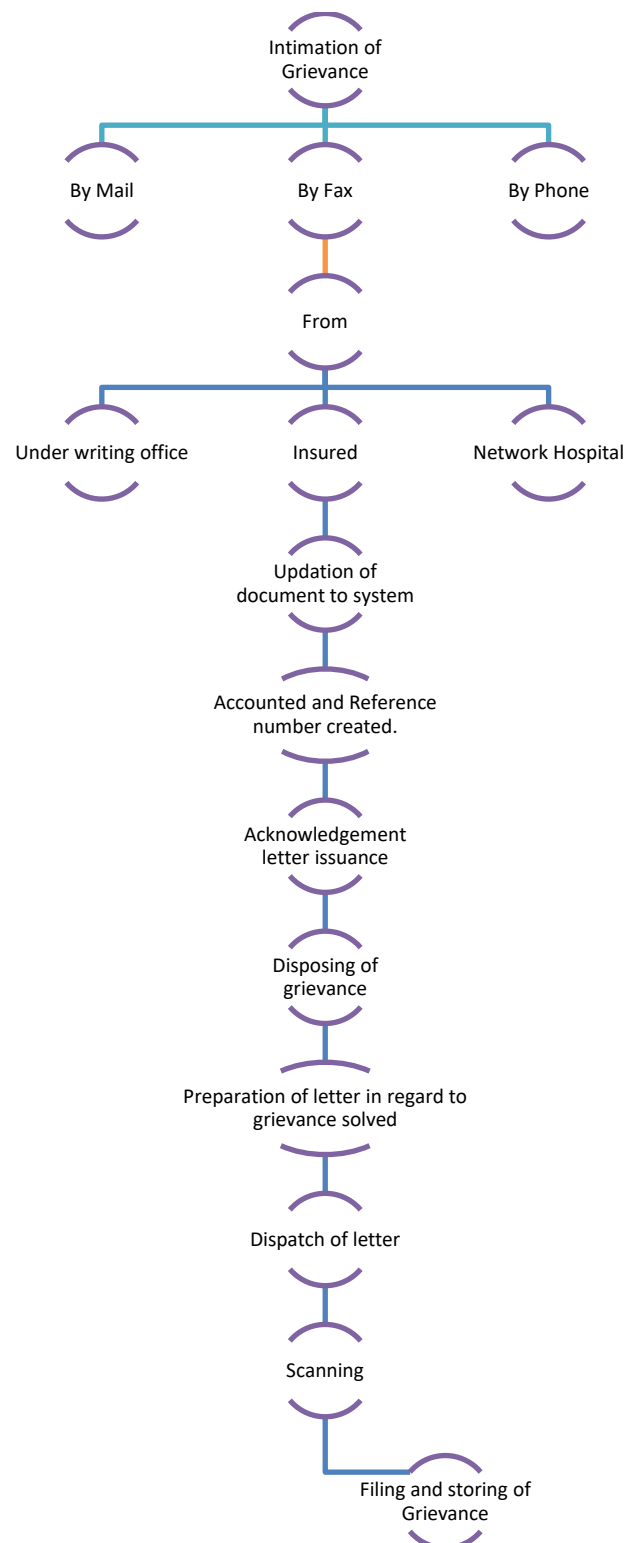 Intimation of
Grievance
By Mail
By Fax
By Phone
From
Under writing office
Insured
Network Hospital
Updation of
document to system
Accounted and Reference
number created.
Acknowledgement
letter issuance
Disposing of
grievance
Preparation of letter in regard to
grievance solved
Dispatch of letter
Scanning
Filing and storing of
Grievance